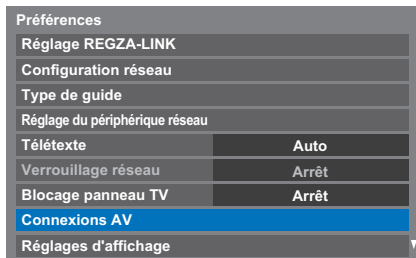 Préférences
Réglage REGZA-LINK
Configuration réseau
Type de guide
Réglage du périphérique réseau
Télétexte Auto
Verrouillage réseau Arrêt
Blocage panneau TV Arrêt
Connexions AV
Réglages d'affichage